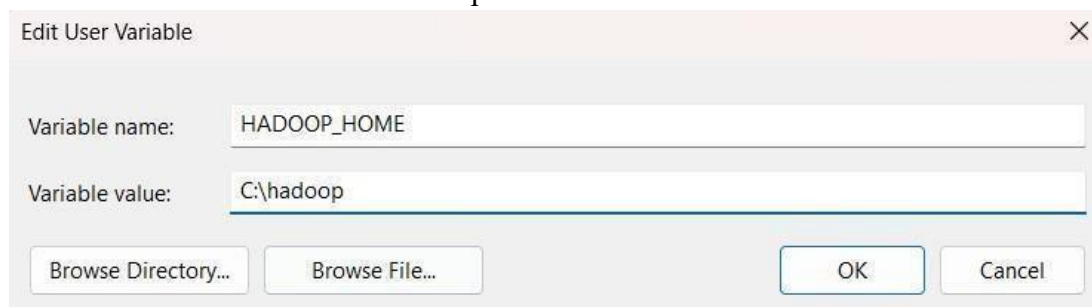 Edit User Variable
Variable name: HADOOP_HOME
Variable value: C:\hadoop
Browse Directory... Browse File... OK Cancel